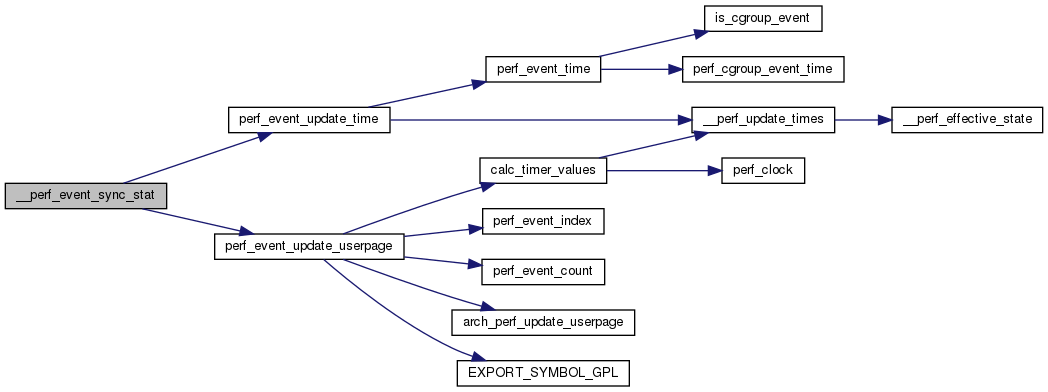 is_cgroup_event
perf_event_time
perf_cgroup_event_time
perf_event_update_time
__perf_update_times
__perf_effective_state
calc_timer_values
perf_clock
__perf_event_sync_stat
perf_event_index
perf_event_update_userpage
perf_event_count
arch_perf_update_userpage
EXPORT_SYMBOL_GPL